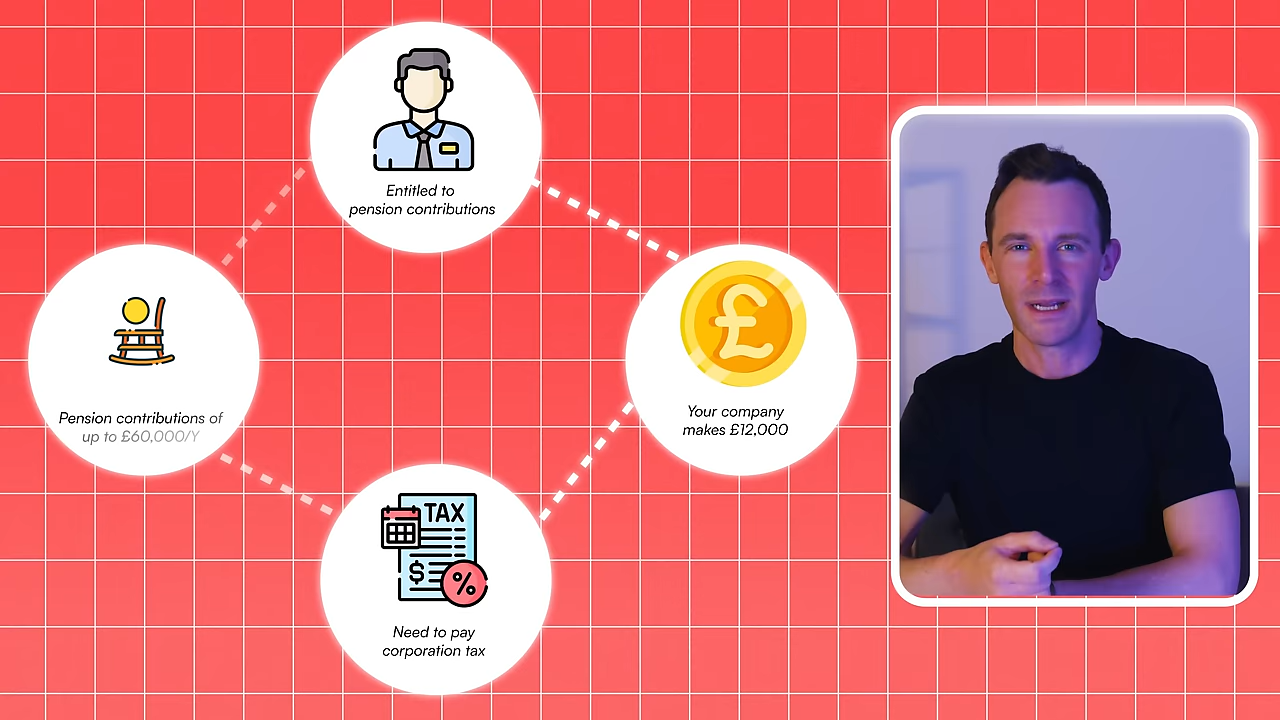 Entitled to
pension contributions
Pension contributions of
up to £60,000/Y
£
Your company
makes £12,000
TAX
$
%
Need to pay
corporation tax